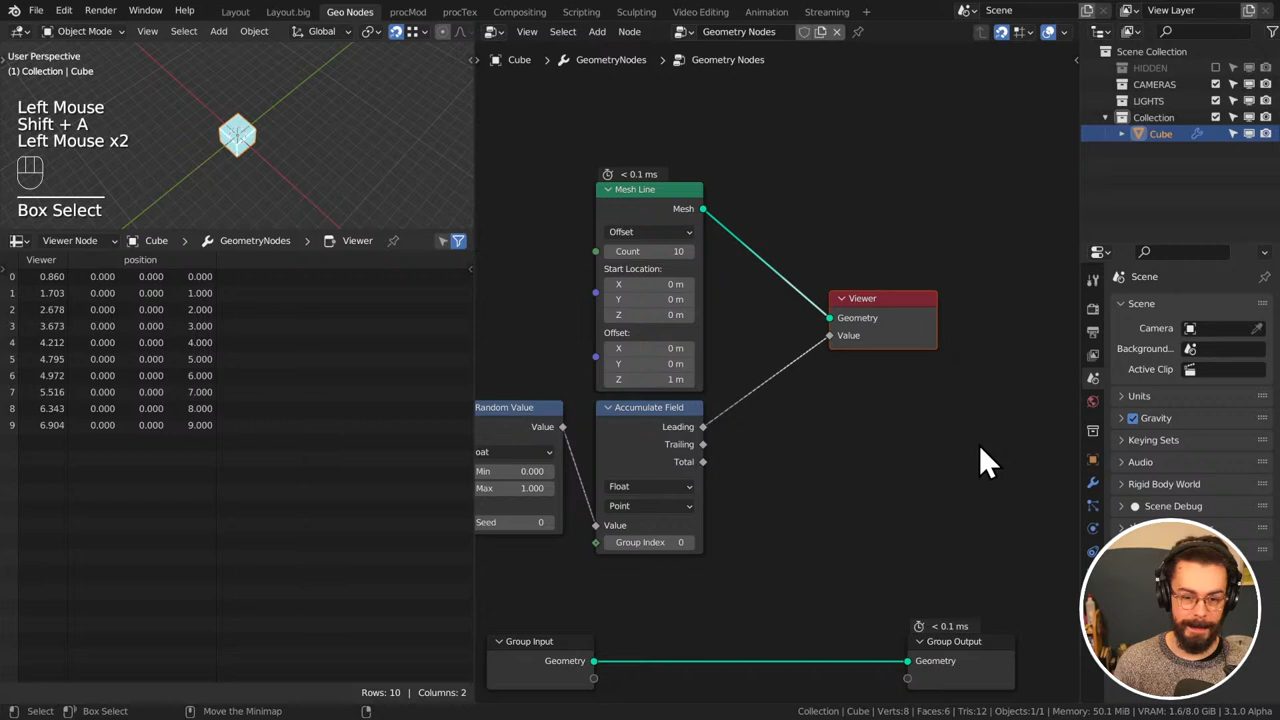 File Edit Render Window Help Layout Layout.big Geo Nodes procMod procTex Compositing Scripting Sculpting Video Editing Animation Streaming Scene View Layer
Object Mode View Select Add Object Global
View Select Add Node Geometry Nodes
User Perspective
(1) Collection | Cube
Cube GeometryNodes Geometry Nodes
Left Mouse
Shift + A
Left Mouse x2
Box Select
Viewer Node Cube GeometryNodes Viewer
Viewer position
0 0.860 0.000 0.000 0.000
1 1.703 0.000 0.000 1.000
2 2.678 0.000 0.000 2.000
3 3.673 0.000 0.000 3.000
4 4.212 0.000 0.000 4.000
5 4.795 0.000 0.000 5.000
6 4.972 0.000 0.000 6.000
7 5.516 0.000 0.000 7.000
8 6.343 0.000 0.000 8.000
9 6.904 0.000 0.000 9.000
Rows: 10 | Columns: 2
< 0.1 ms
Mesh Line
Mesh
Offset
Count 10
Start Location:
X 0 m
Y 0 m
Z 0 m
Offset:
X 0 m
Y 0 m
Z 1 m
Viewer
Geometry
Value
Random Value
Value
oat
Min 0.000
Max 1.000
Seed 0
Accumulate Field
Leading
Trailing
Total
Float
Point
Value
Group Index 0
Group Input
Geometry
< 0.1 ms
Group Output
Geometry
Scene Collection
HIDDEN
CAMERAS
LIGHTS
Collection
Cube
Scene
Scene
Camera
Background...
Active Clip
Units
Gravity
Keying Sets
Audio
Rigid Body World
Scene Debug
Select Box Select Move the Minimap
Collection | Cube | Verts:8 | Faces:6 | Tris:12 | Objects:1/1 | Memory: 50.1 MiB | VRAM: 1.6/8.0 GiB | 3.1.0 Alpha